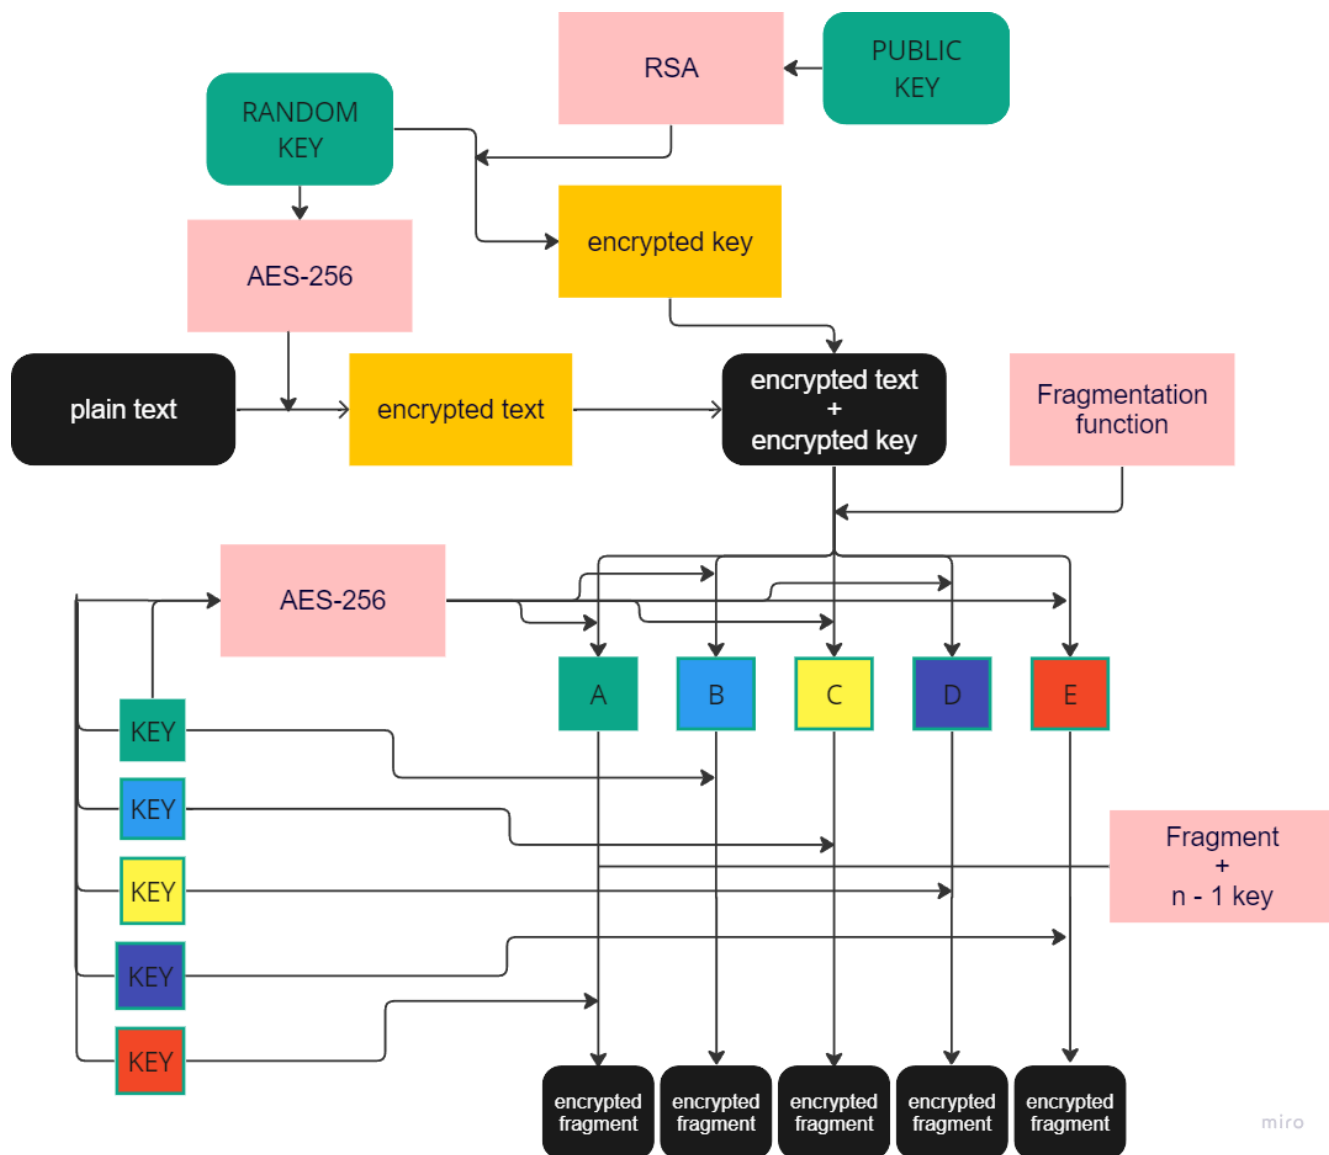 RSA
PUBLIC
KEY
RANDOM
KEY
encrypted key
AES-256
plain text
encrypted text
encrypted text
+
encrypted key
Fragmentation
function
AES-256
A
B
C
D
E
KEY
KEY
KEY
KEY
KEY
Fragment
+
n - 1 key
encrypted
fragment
encrypted
fragment
encrypted
fragment
encrypted
fragment
encrypted
fragment
miro